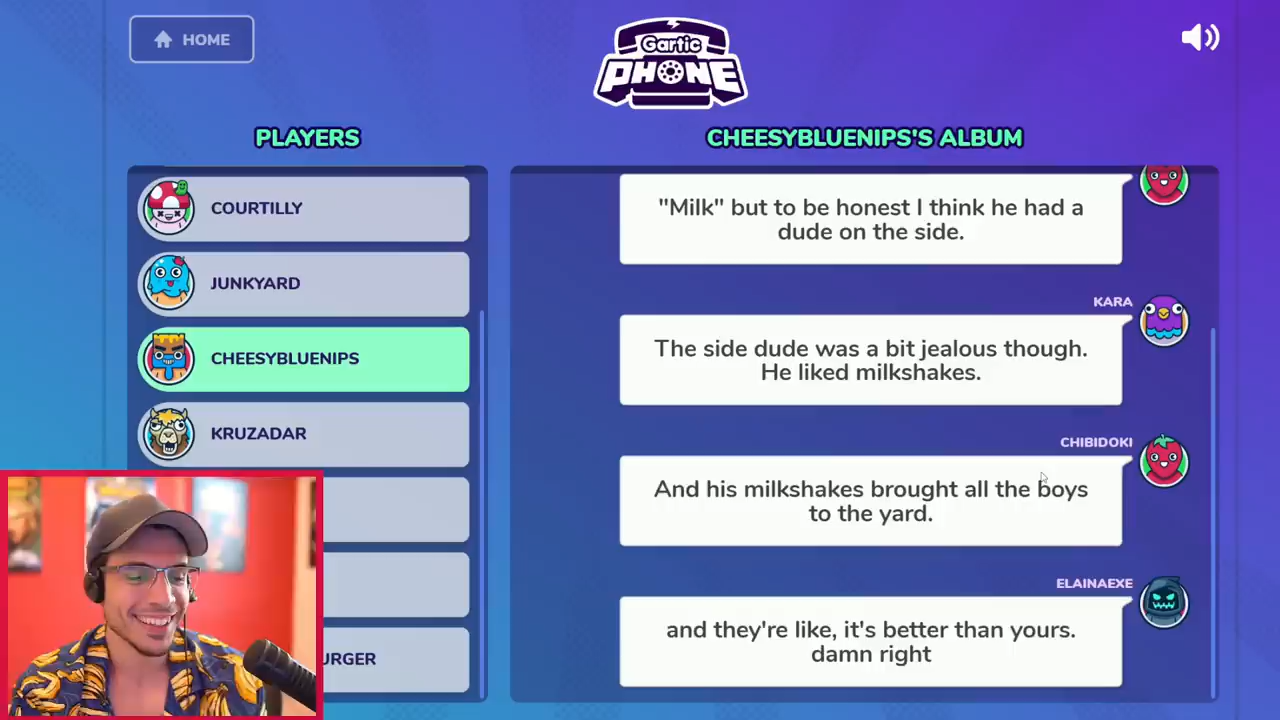 HOME
Gartic
PHONE
PLAYERS
COURTILLY
JUNKYARD
CHEESYBLUENIPS
KRUZADAR
URGER
CHEESYBLUENIPS'S ALBUM
"Milk" but to be honest I think he had a
dude on the side.
KARA
The side dude was a bit jealous though.
He liked milkshakes.
CHIBIDOKI
And his milkshakes brought all the boys
to the yard.
ELAINAEXE
and they're like, it's better than yours.
damn right